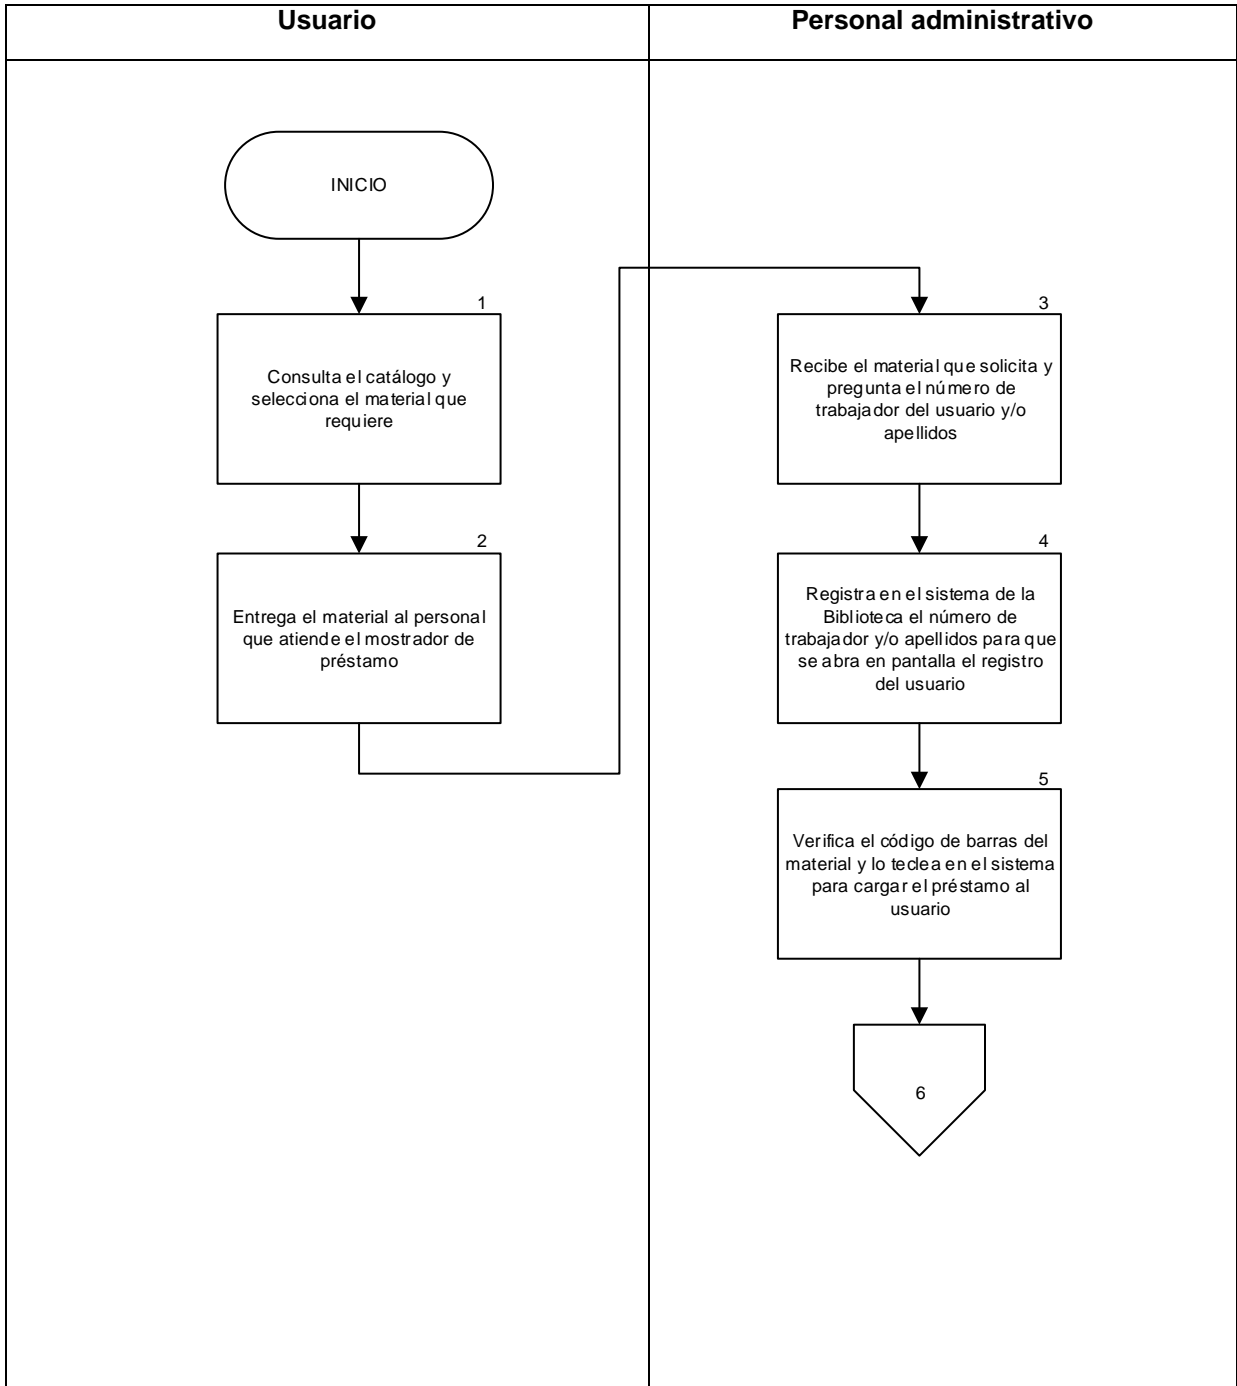 Usuario
Personal administrativo
INICIO
1
Consulta el catálogo y
selecciona el material que
requiere
2
Entrega el material al personal
que atiende el mostrador de
préstamo
3
Recibe el material que solicita y
pregunta el número de
trabajador del usuario y/o
apellidos
4
Registra en el sistema de la
Biblioteca el número de
trabajador y/o apellidos para que
se abra en pantalla el registro
del usuario
5
Verifica el código de barras del
material y lo teclea en el sistema
para cargar el préstamo al
usuario
6